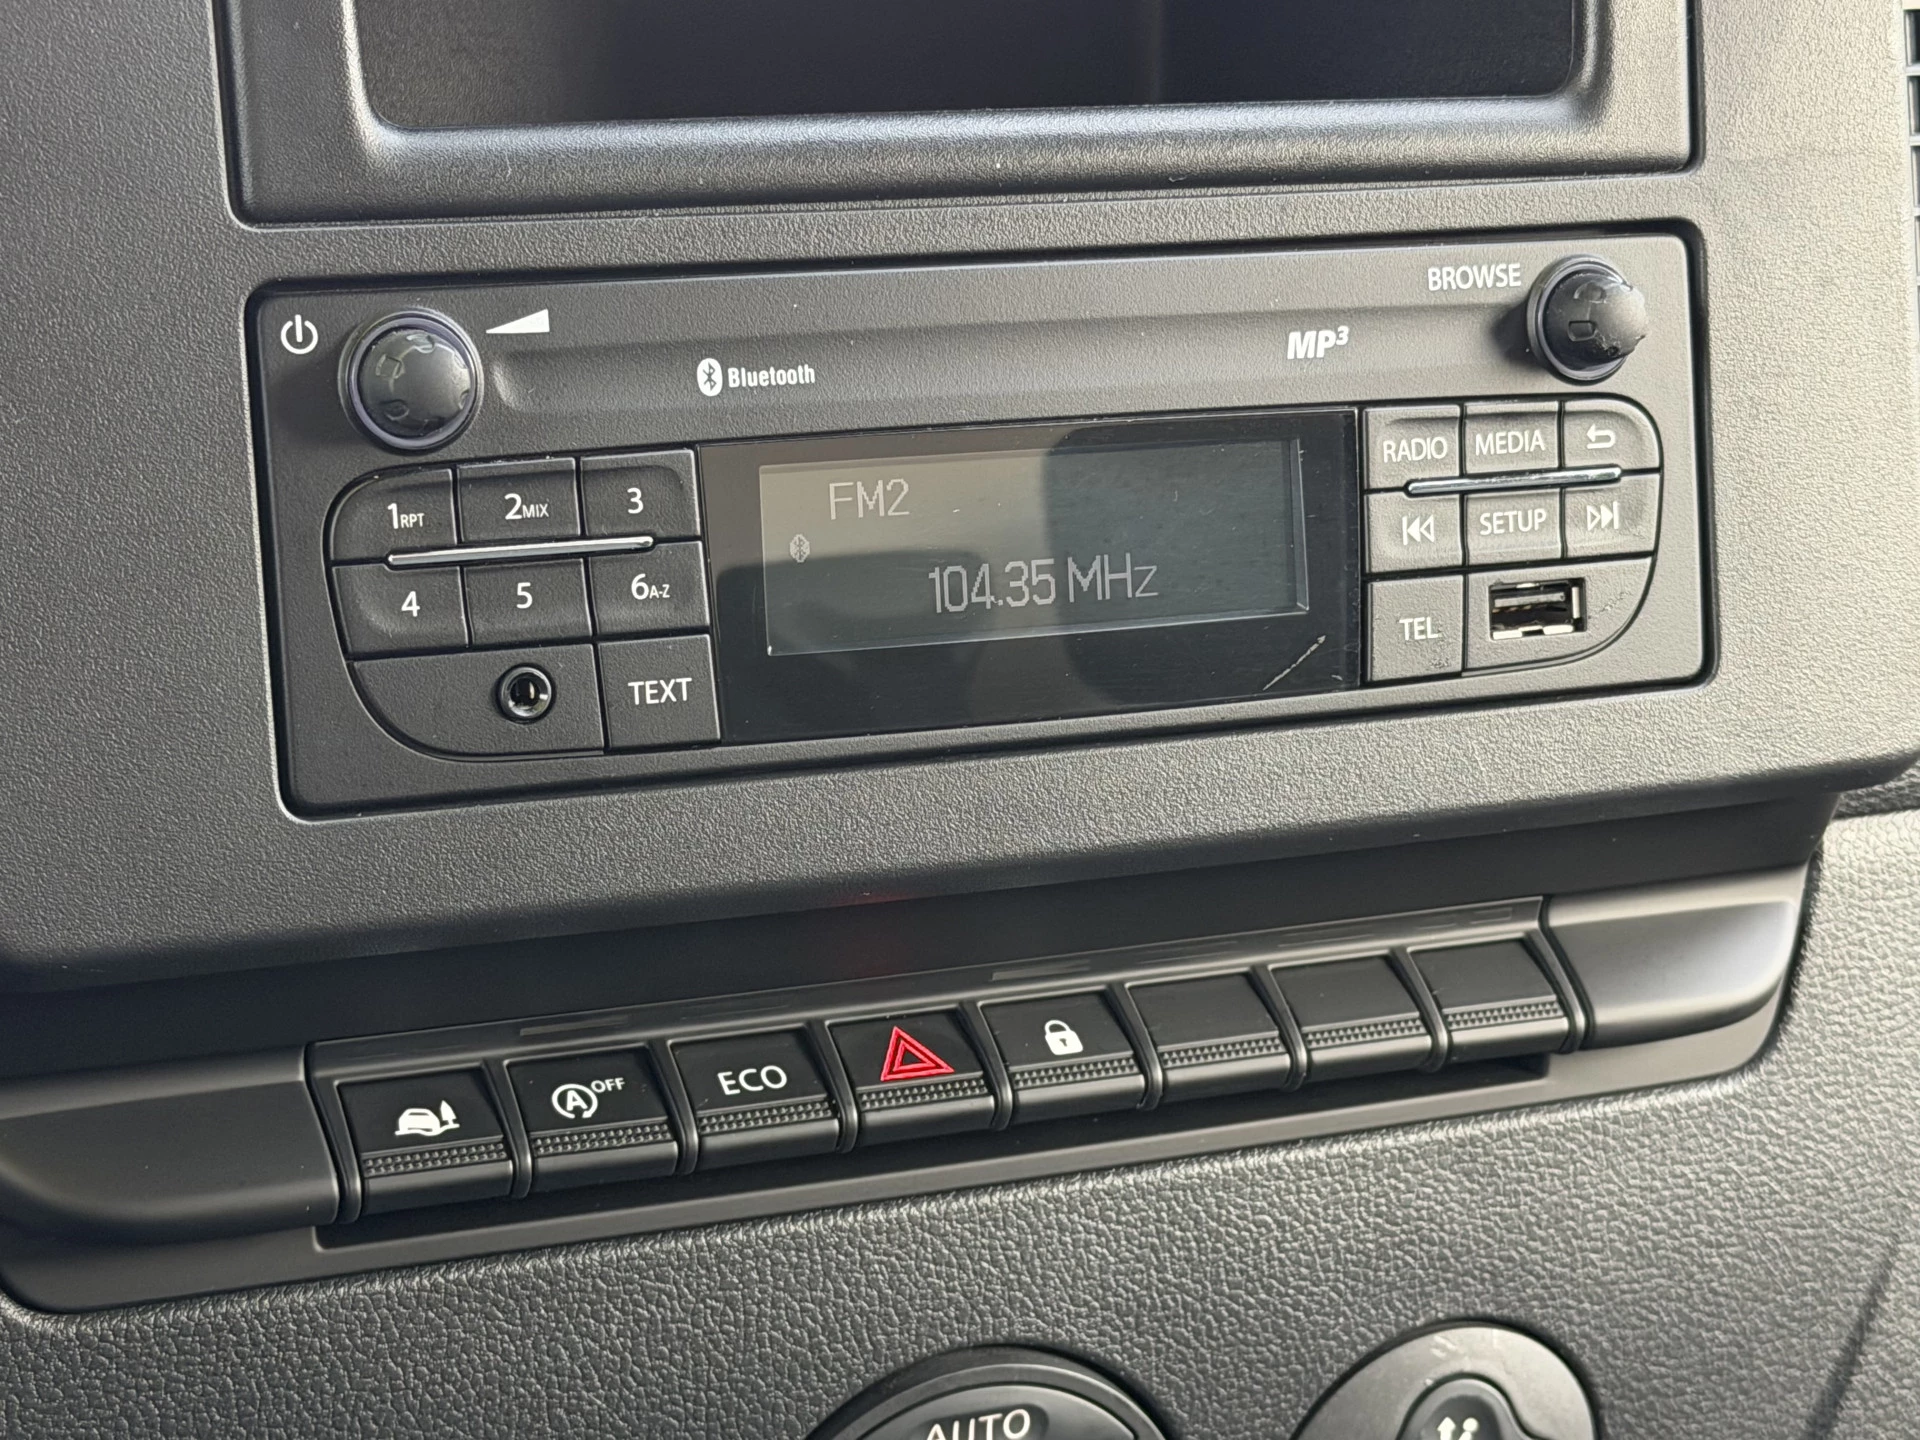 BROWSE
MP3
Bluetooth
RADIO MEDIA
1RPT 2MIX 3
FM2
SETUP
4 5 6A-Z
104.35 MHz
TEL
TEXT
A OFF
ECO
AUTO